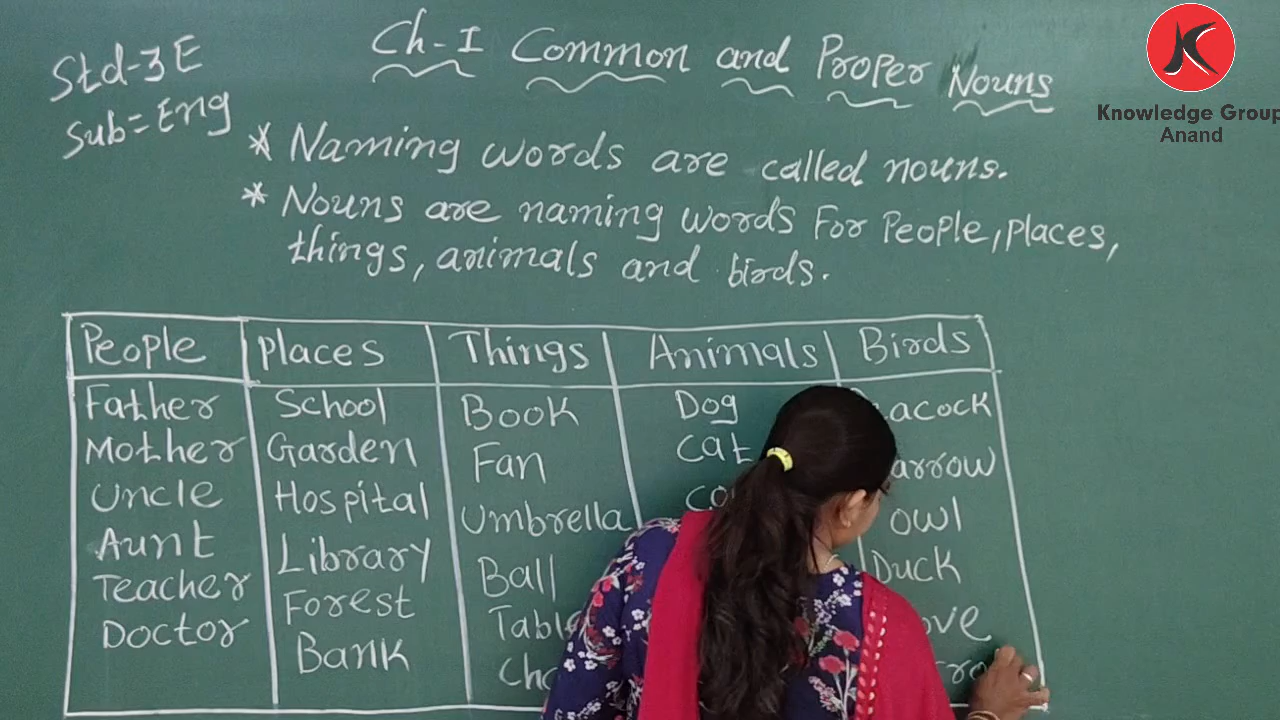 Std-3 E
Sub=Eng
Ch-I Common and Proper Nouns
Knowledge Group
Anand
* Naming words are called nouns.
* Nouns are naming words for People, places,
things, animals and birds.
People Places Things Animals Birds
Father School Book Dog
Mother Garden Fan Cat
Uncle Hospital Umbrella Owl
Aunt Library Ball Duck
Teacher Forest
Doctor Bank